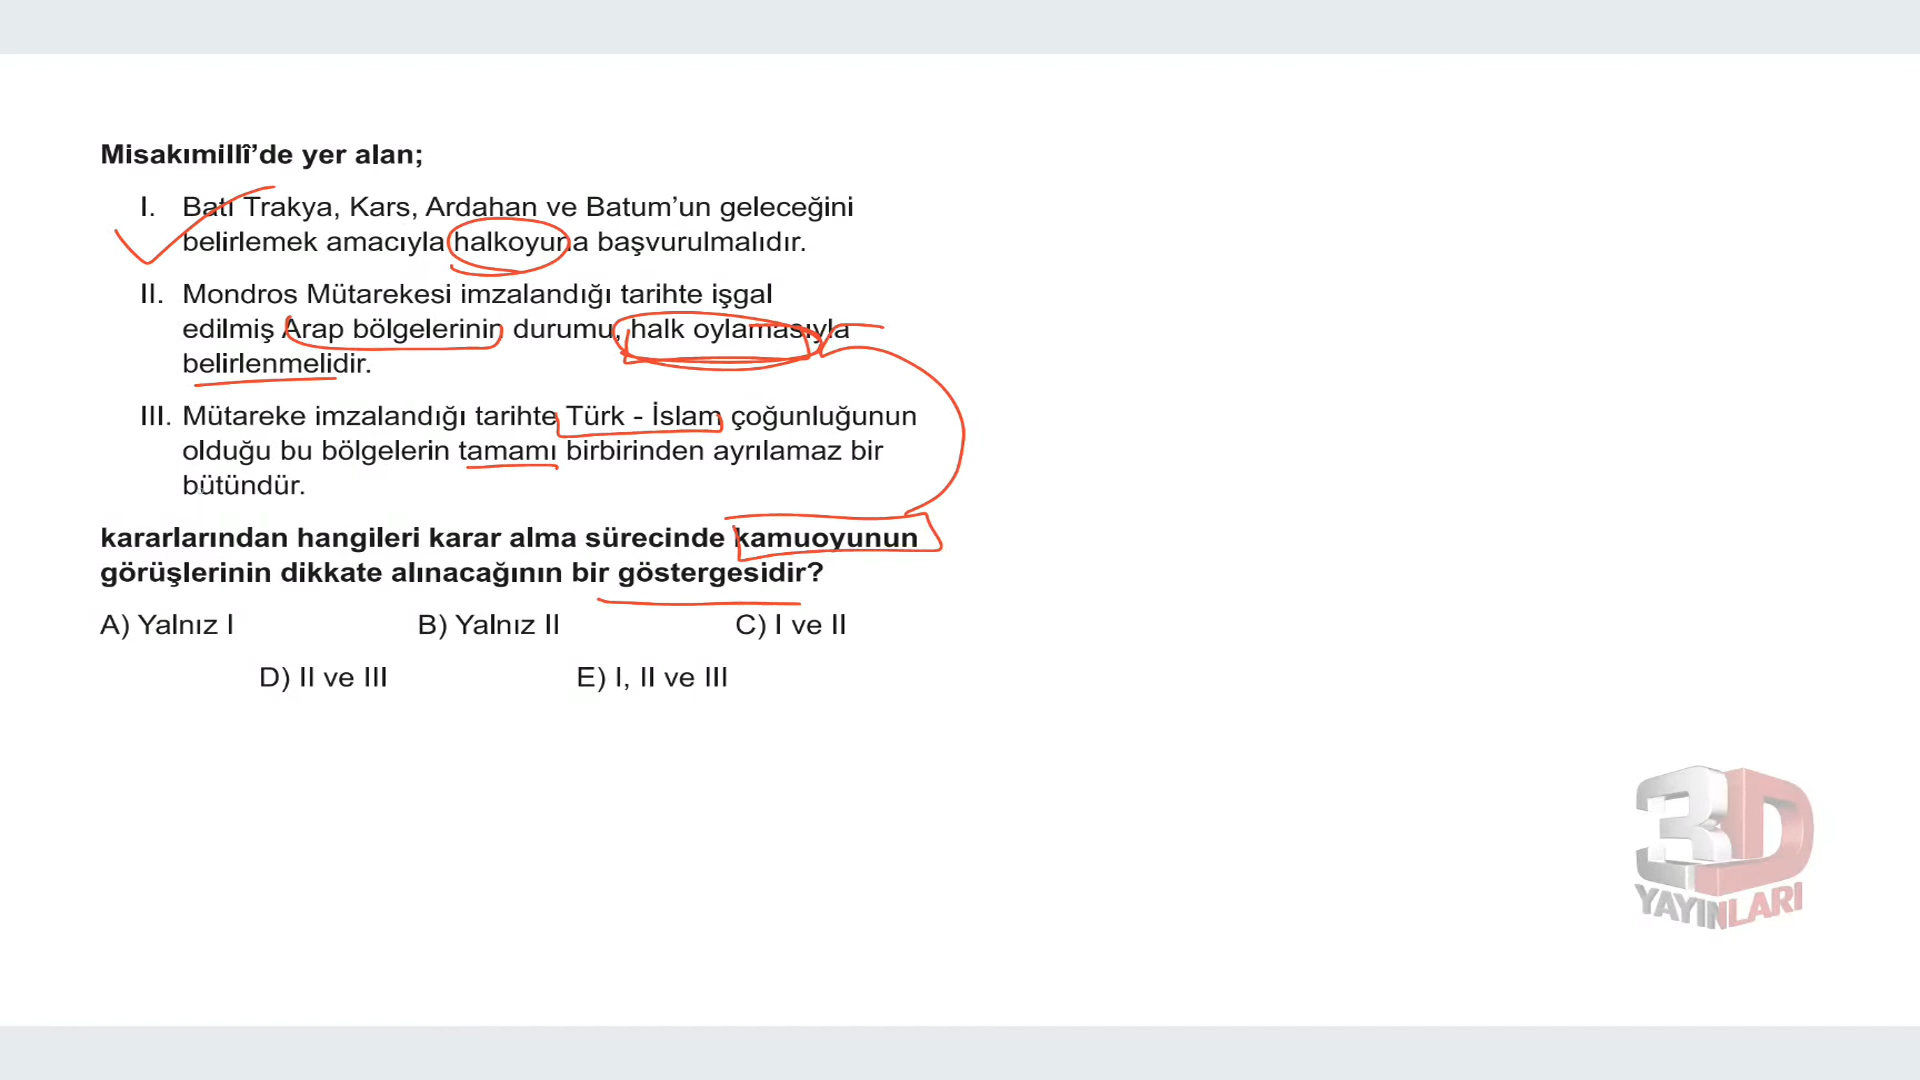 Misakımillî’de yer alan;
I. Batı Trakya, Kars, Ardahan ve Batum’un geleceğini
belirlemek amacıyla halkoyuna başvurulmalıdır.
II. Mondros Mütarekesi imzalandığı tarihte işgal
edilmiş Arap bölgelerinin durumu, halk oylamasıyla
belirlenmelidir.
III. Mütareke imzalandığı tarihte Türk - İslam çoğunluğunun
olduğu bu bölgelerin tamamı birbirinden ayrılamaz bir
bütündür.
kararlarından hangileri karar alma sürecinde kamuoyunun
görüşlerinin dikkate alınacağının bir göstergesidir?
A) Yalnız I B) Yalnız II C) I ve II
D) II ve III E) I, II ve III
3D
YAYINLARI